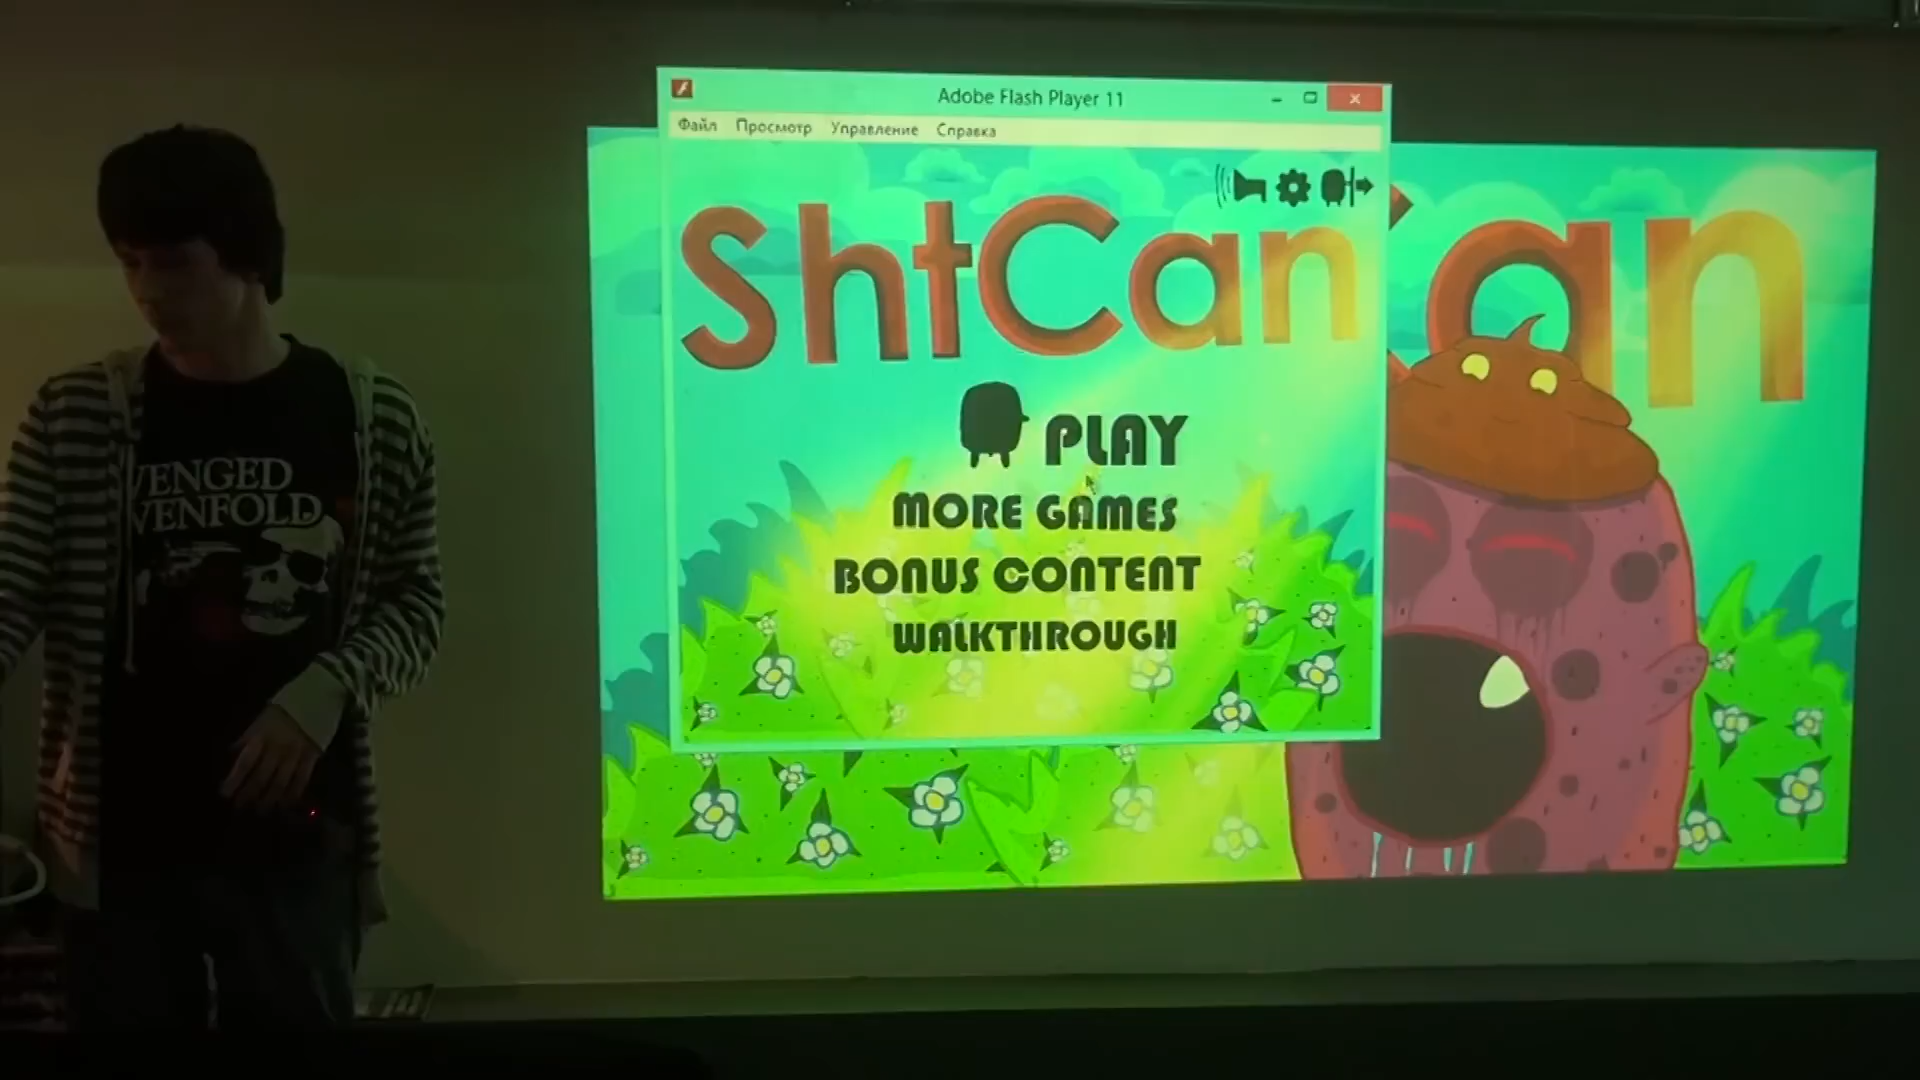 Adobe Flash Player 11
Файл Просмотр Управление Справка
ShtCan
an
PLAY
MORE GAMES
BONUS CONTENT
WALKTHROUGH
VENGED
VENFOLD